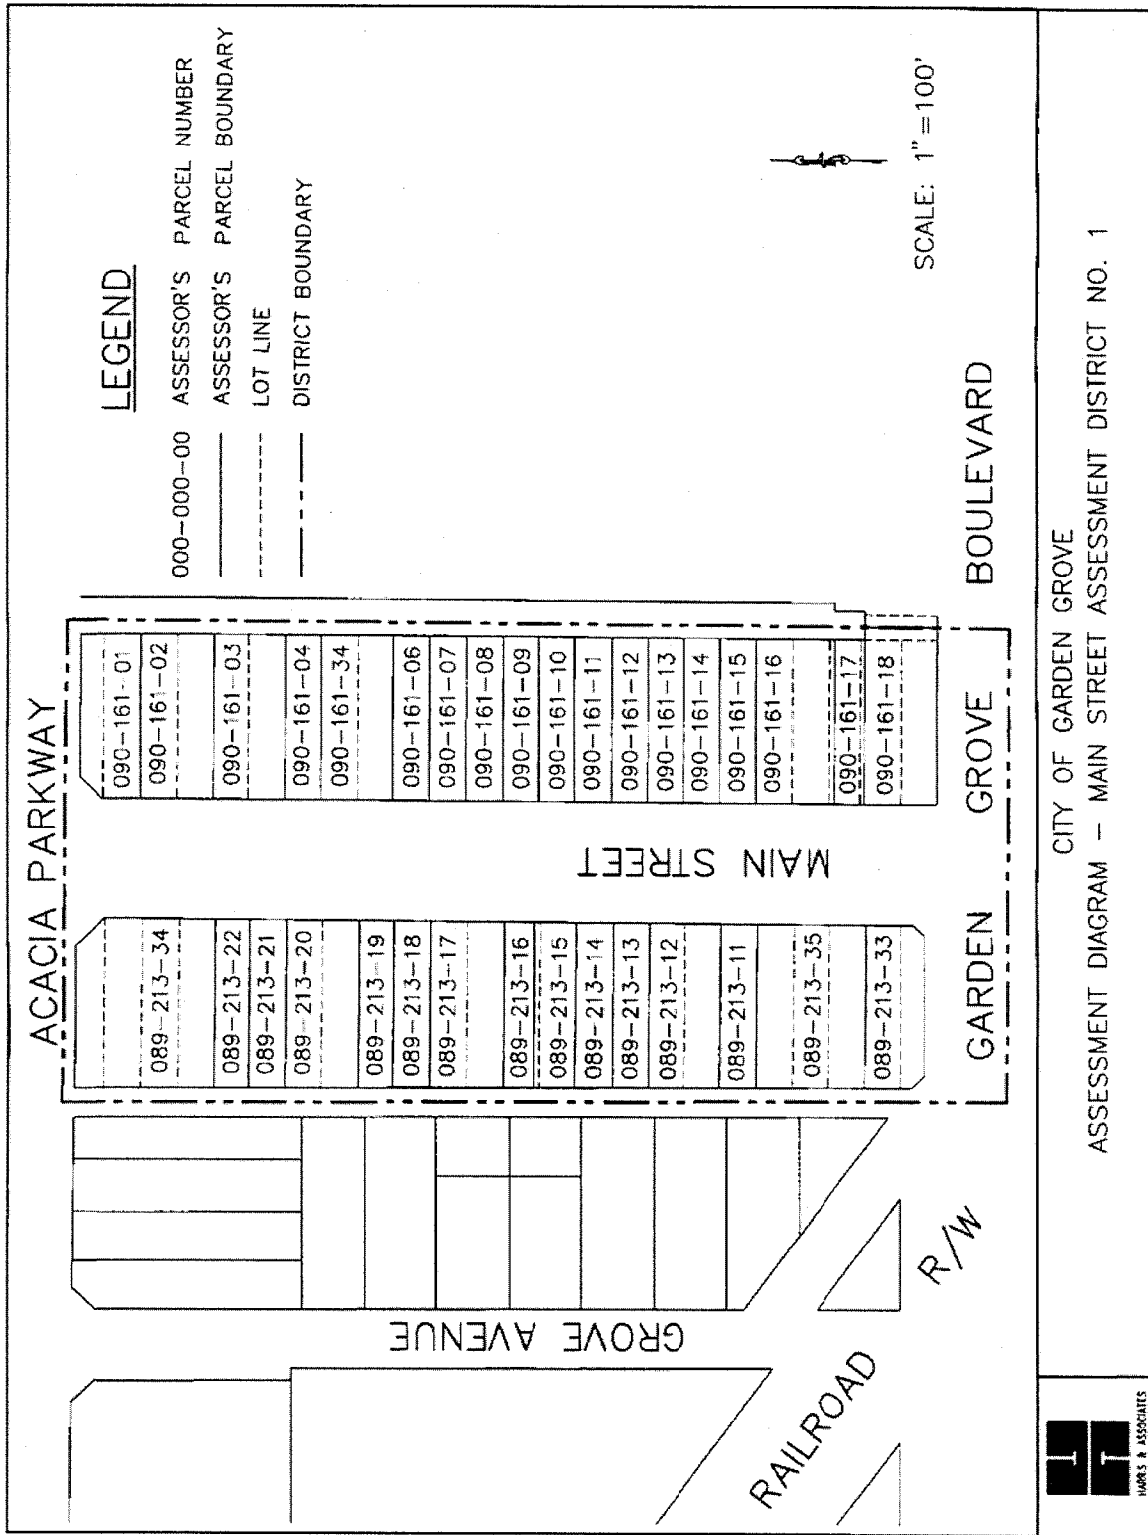 ACACIA PARKWAY
LEGEND
000-000-00 ASSESSOR'S PARCEL NUMBER
ASSESSOR'S PARCEL BOUNDARY
LOT LINE
DISTRICT BOUNDARY
089-213-34
089-213-22
089-213-21
089-213-20
089-213-19
089-213-18
089-213-17
089-213-16
089-213-15
089-213-14
089-213-13
089-213-12
089-213-11
089-213-35
089-213-33
090-161-01
090-161-02
090-161-03
090-161-04
090-161-34
090-161-06
090-161-07
090-161-08
090-161-09
090-161-10
090-161-11
090-161-12
090-161-13
090-161-14
090-161-15
090-161-16
090-161-17
090-161-18
MAIN STREET
GROVE AVENUE
RAILROAD R/W
GARDEN GROVE BOULEVARD
SCALE: 1"=100'
CITY OF GARDEN GROVE
ASSESSMENT DIAGRAM - MAIN STREET ASSESSMENT DISTRICT NO. 1
HARRIS & ASSOCIATES